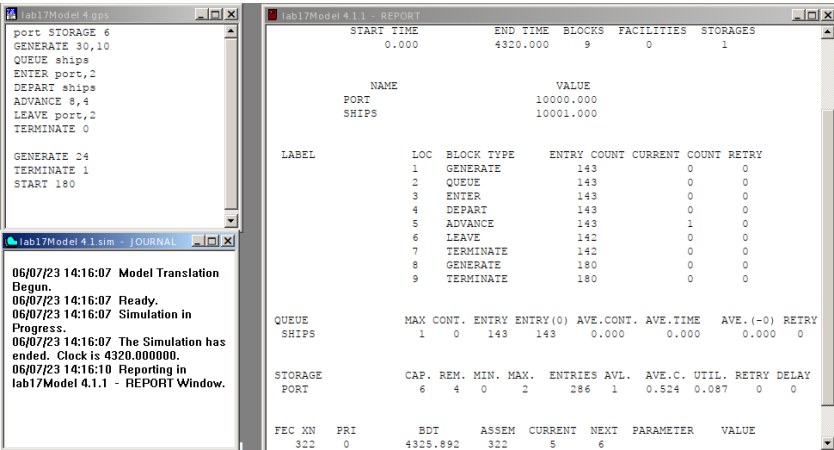 lab17Model 4.gps
port STORAGE 6
GENERATE 30,10
QUEUE ships
ENTER port,2
DEPART ships
ADVANCE 8,4
LEAVE port,2
TERMINATE 0
GENERATE 24
TERMINATE 1
START 180
lab17Model 4.1.sim - JOURNAL
06/07/23 14:16:07 Model Translation
Begun.
06/07/23 14:16:07 Ready.
06/07/23 14:16:07 Simulation in
Progress.
06/07/23 14:16:07 The Simulation has
ended. Clock is 4320.000000.
06/07/23 14:16:10 Reporting in
lab17Model 4.1.1 - REPORT Window.
lab17Model 4.1.1 - REPORT
START TIME END TIME BLOCKS FACILITIES STORAGES
0.000 4320.000 9 0 1
NAME VALUE
PORT 10000.000
SHIPS 10001.000
LABEL LOC BLOCK TYPE ENTRY COUNT CURRENT COUNT RETRY
1 GENERATE 143 0 0
2 QUEUE 143 0 0
3 ENTER 143 0 0
4 DEPART 143 0 0
5 ADVANCE 143 1 0
6 LEAVE 142 0 0
7 TERMINATE 142 0 0
8 GENERATE 180 0 0
9 TERMINATE 180 0 0
QUEUE MAX CONT. ENTRY ENTRY(0) AVE.CONT. AVE.TIME AVE.(-0) RETRY
SHIPS 1 0 143 143 0.000 0.000 0.000 0
STORAGE CAP. REM. MIN. MAX. ENTRIES AVL. AVE.C. UTIL. RETRY DELAY
PORT 6 4 0 2 286 1 0.524 0.087 0 0
FEC XN PRI BDT ASSEM CURRENT NEXT PARAMETER VALUE
322 0 4325.892 322 5 6